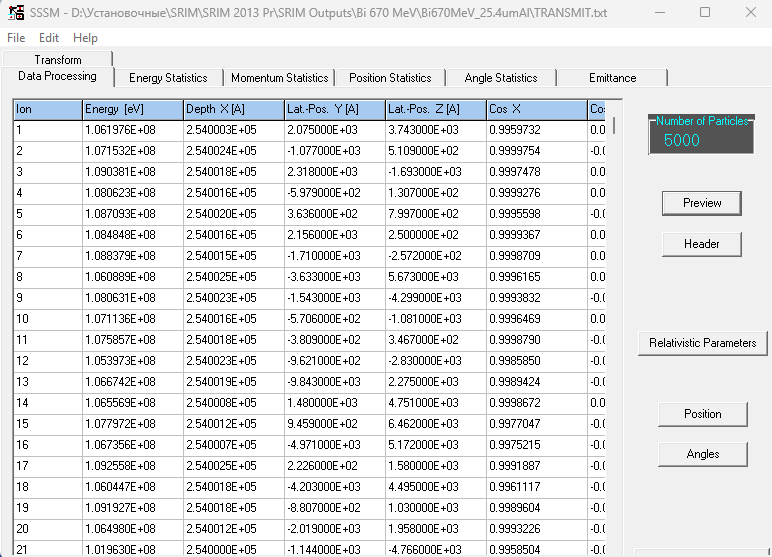 SSSM - D:\Установочные\SRIM\SRIM 2013 Pr\SRIM Outputs\Bi 670 MeV\Bi670MeV_25.4umAl\TRANSMIT.txt
File Edit Help
Transform
Data Processing Energy Statistics Momentum Statistics Position Statistics Angle Statistics Emittance
Ion Energy [eV] Depth X [A] Lat.-Pos. Y [A] Lat.-Pos. Z [A] Cos X Co
1 1.061976E+08 2.540003E+05 2.075000E+03 3.743000E+03 0.9959732 0.0
2 1.071532E+08 2.540024E+05 -1.077000E+03 5.109000E+02 0.9999754 -0.0
3 1.090381E+08 2.540018E+05 2.318000E+03 -1.693000E+03 0.9997478 0.0
4 1.080623E+08 2.540016E+05 -5.979000E+02 1.307000E+02 0.9999276 -0.0
5 1.087093E+08 2.540020E+05 3.636000E+02 7.997000E+02 0.9995598 -0.0
6 1.084848E+08 2.540016E+05 2.156000E+03 2.500000E+02 0.9999367 0.0
7 1.088379E+08 2.540015E+05 -1.710000E+03 -2.572000E+02 0.9998709 -0.0
8 1.060889E+08 2.540025E+05 -3.633000E+03 5.673000E+03 0.9996165 0.0
9 1.080631E+08 2.540023E+05 -1.543000E+03 -4.299000E+03 0.9993832 -0.0
10 1.071136E+08 2.540016E+05 -5.706000E+02 -1.081000E+03 0.9996469 0.0
11 1.075857E+08 2.540018E+05 -3.809000E+02 3.467000E+02 0.9998790 -0.0
12 1.053973E+08 2.540023E+05 -9.621000E+02 -2.830000E+03 0.9985850 -0.0
13 1.066742E+08 2.540019E+05 -9.843000E+03 2.275000E+03 0.9989424 -0.0
14 1.065569E+08 2.540008E+05 1.480000E+03 4.751000E+03 0.9998672 0.0
15 1.077972E+08 2.540012E+05 9.459000E+02 6.462000E+03 0.9977047 -0.0
16 1.067356E+08 2.540007E+05 -4.971000E+03 5.172000E+03 0.9975215 -0.0
17 1.092558E+08 2.540025E+05 2.226000E+02 1.580000E+03 0.9991887 -0.0
18 1.060447E+08 2.540018E+05 -4.203000E+03 4.495000E+03 0.9961117 -0.0
19 1.091927E+08 2.540018E+05 -8.807000E+02 1.030000E+03 0.9989604 -0.0
20 1.064980E+08 2.540012E+05 -2.019000E+03 1.958000E+03 0.9993226 -0.0
21 1.019630E+08 2.540000E+05 -1.144000E+03 -4.766000E+03 0.9958504 -0.0
Number of Particles
5000
Preview
Header
Relativistic Parameters
Position
Angles